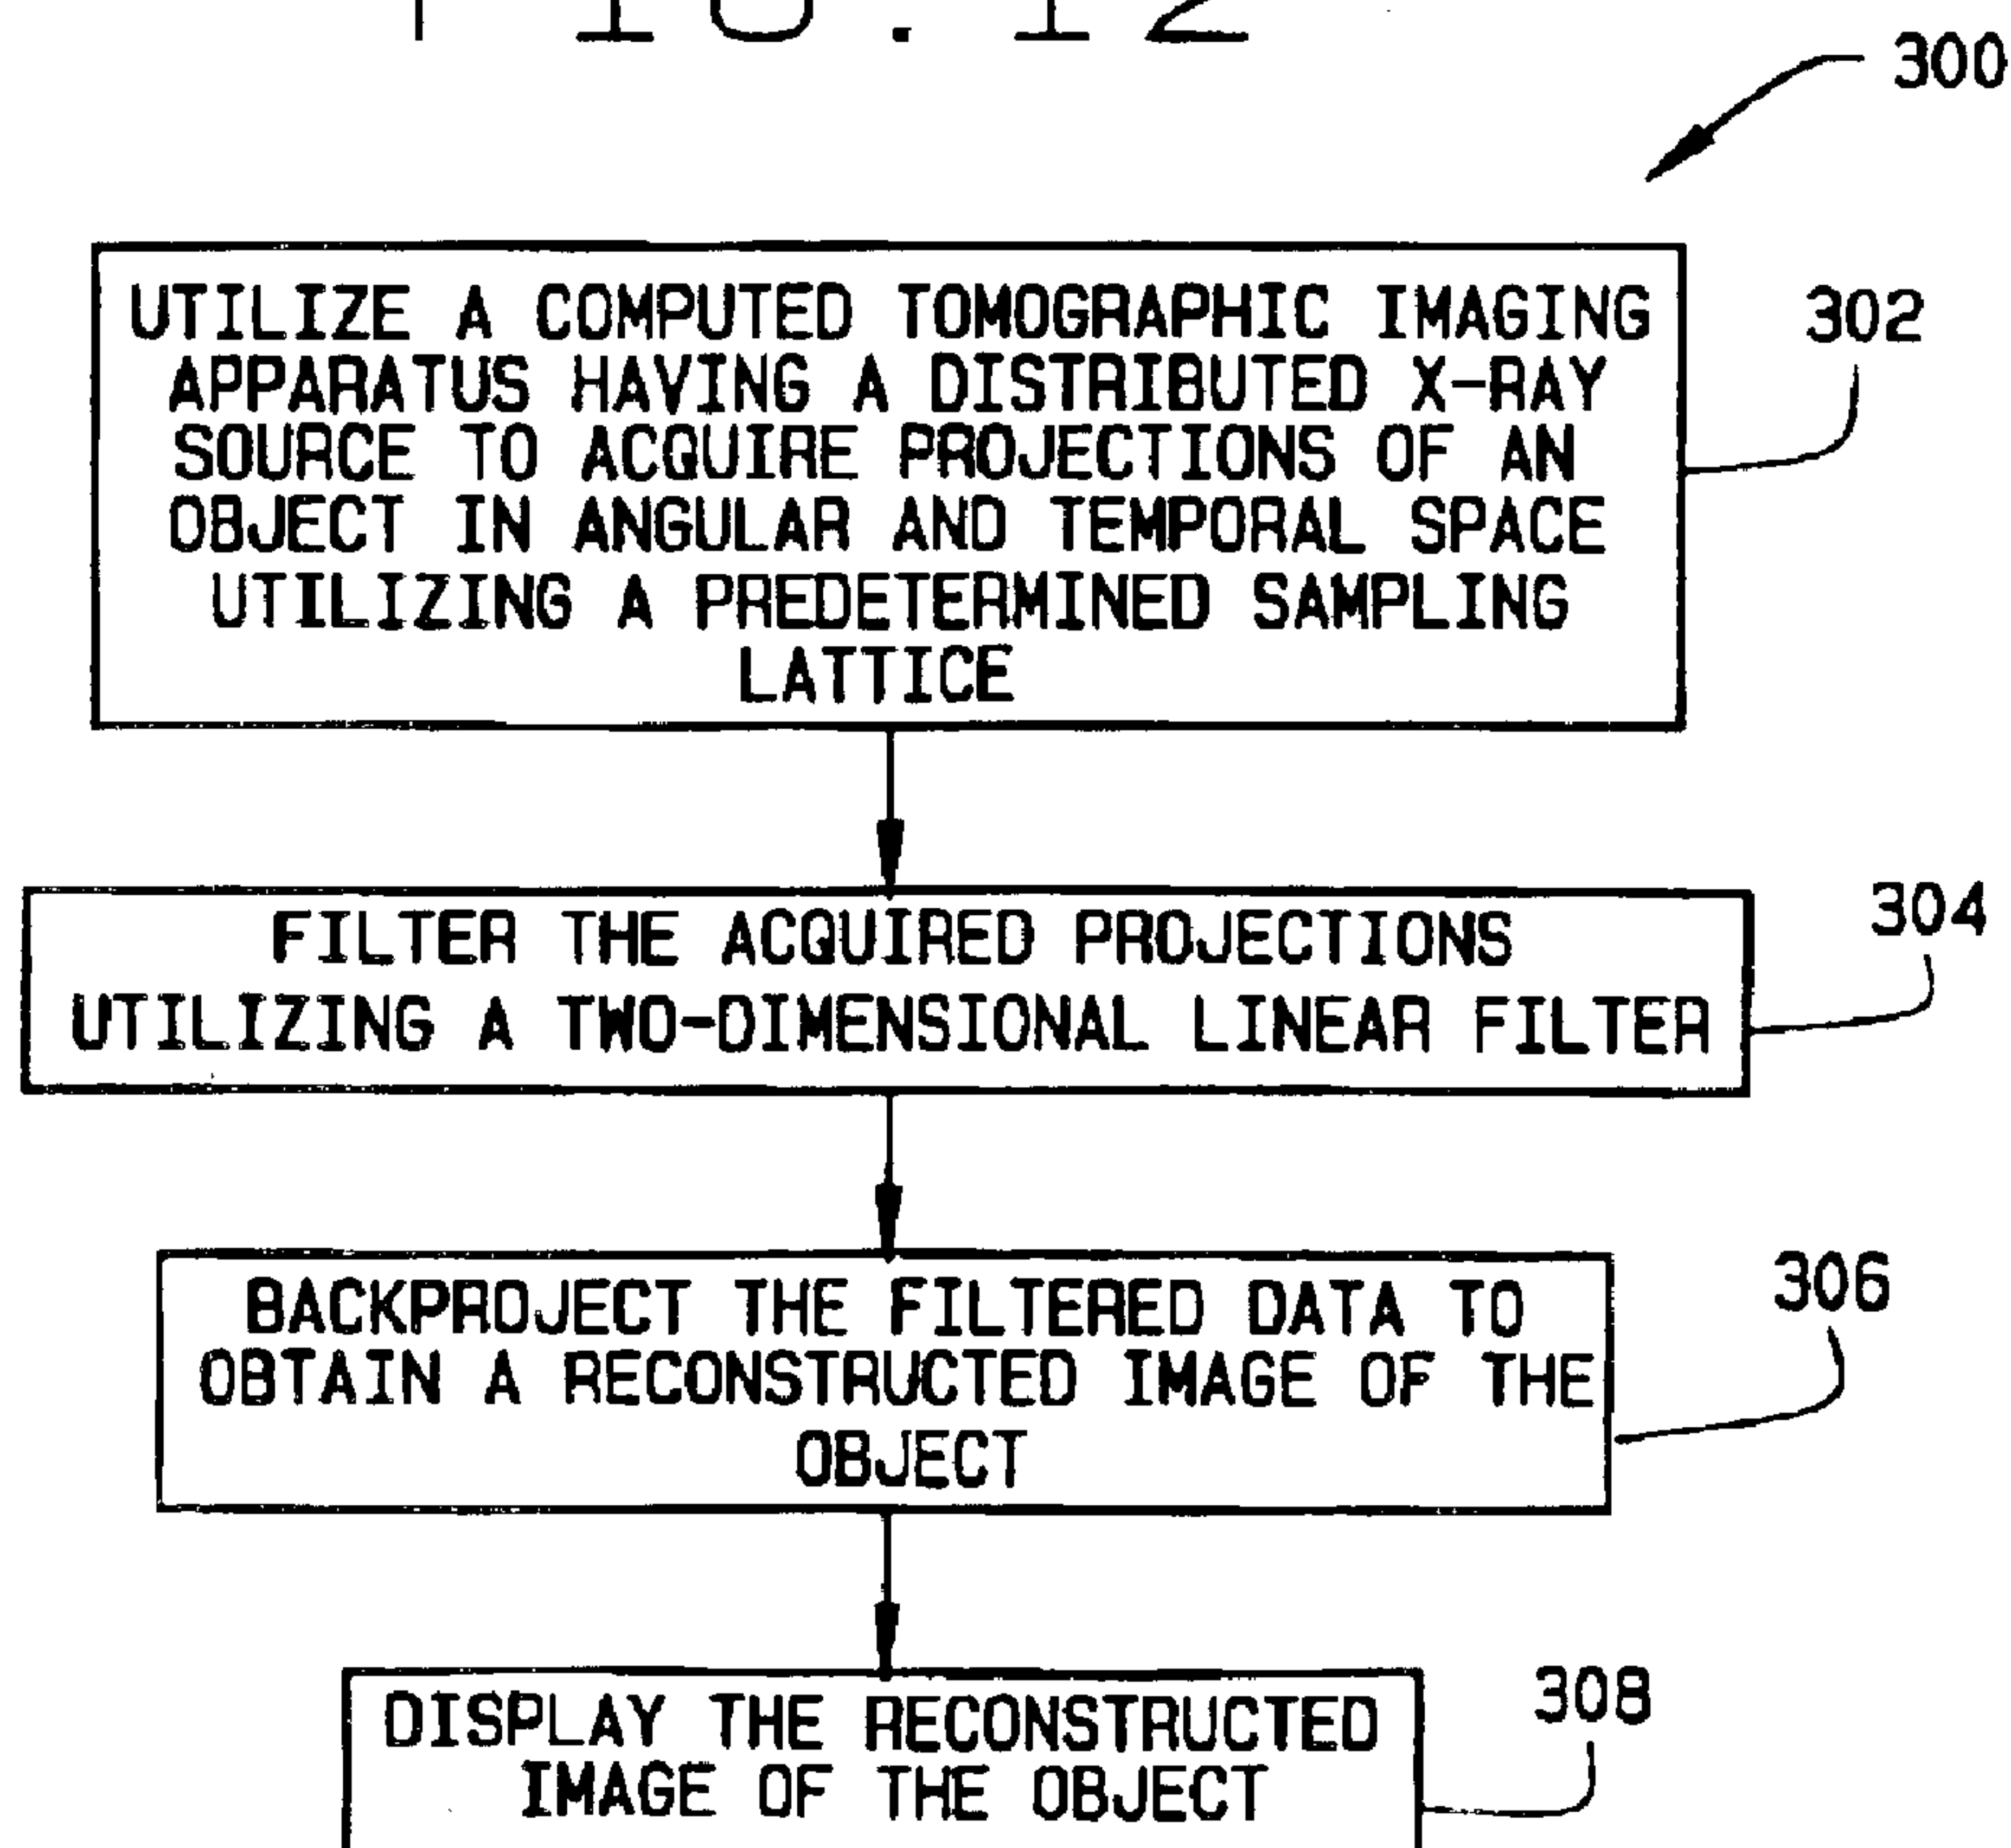 FIG.12
300
UTILIZE A COMPUTED TOMOGRAPHIC IMAGING
APPARATUS HAVING A DISTRIBUTED X-RAY
SOURCE TO ACQUIRE PROJECTIONS OF AN
OBJECT IN ANGULAR AND TEMPORAL SPACE
UTILIZING A PREDETERMINED SAMPLING
LATTICE
302
FILTER THE ACQUIRED PROJECTIONS
UTILIZING A TWO-DIMENSIONAL LINEAR FILTER
304
BACKPROJECT THE FILTERED DATA TO
OBTAIN A RECONSTRUCTED IMAGE OF THE
OBJECT
306
DISPLAY THE RECONSTRUCTED
IMAGE OF THE OBJECT
308